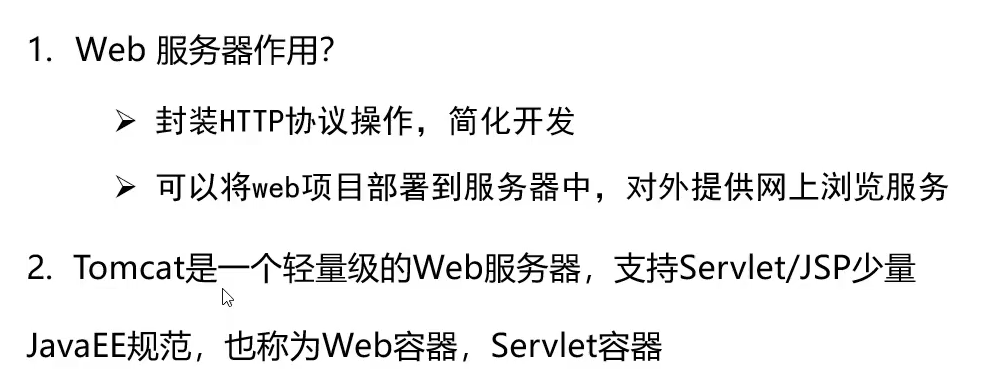 1. Web 服务器作用?
➢ 封装HTTP协议操作，简化开发
➢ 可以将web项目部署到服务器中，对外提供网上浏览服务
2. Tomcat是一个轻量级的Web服务器，支持Servlet/JSP少量
JavaEE规范，也称为Web容器，Servlet容器